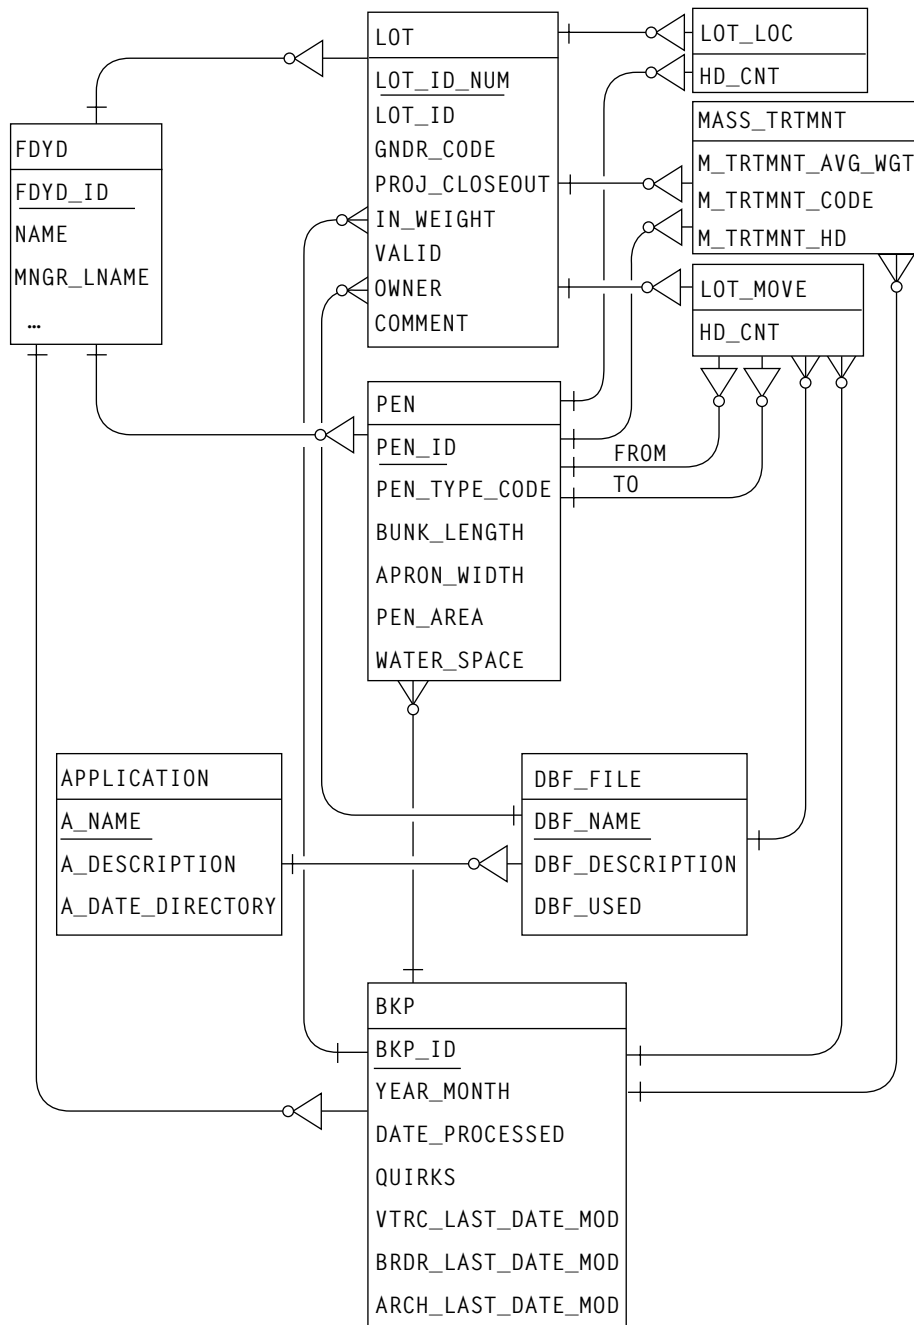 LOT
LOT_ID_NUM
LOT_ID
GNDR_CODE
PROJ_CLOSEOUT
IN_WEIGHT
VALID
OWNER
COMMENT
LOT_LOC
HD_CNT
MASS_TRTMNT
M_TRTMNT_AVG_WGT
M_TRTMNT_CODE
M_TRTMNT_HD
FDYD
FDYD_ID
NAME
MNGR_LNAME
...
LOT_MOVE
HD_CNT
PEN
PEN_ID
PEN_TYPE_CODE
BUNK_LENGTH
APRON_WIDTH
PEN_AREA
WATER_SPACE
FROM
TO
APPLICATION
A_NAME
A_DESCRIPTION
A_DATE_DIRECTORY
DBF_FILE
DBF_NAME
DBF_DESCRIPTION
DBF_USED
BKP
BKP_ID
YEAR_MONTH
DATE_PROCESSED
QUIRKS
VTRC_LAST_DATE_MOD
BRDR_LAST_DATE_MOD
ARCH_LAST_DATE_MOD